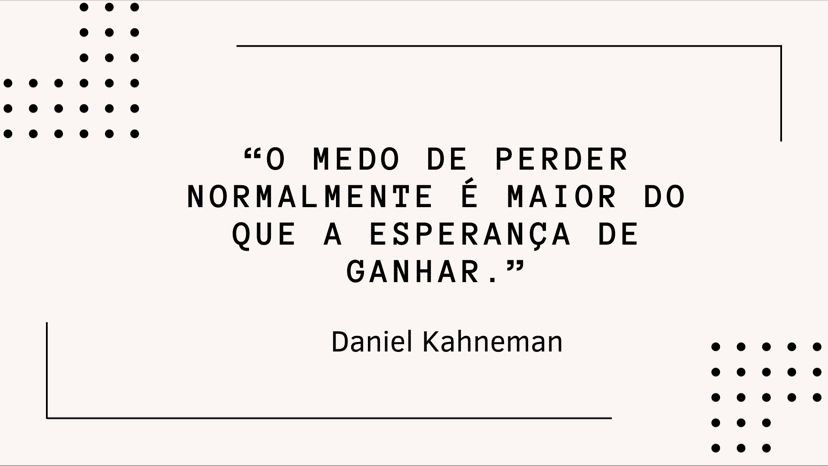 “O MEDO DE PERDER
NORMALMENTE É MAIOR DO
QUE A ESPERANÇA DE
GANHAR.”
Daniel Kahneman